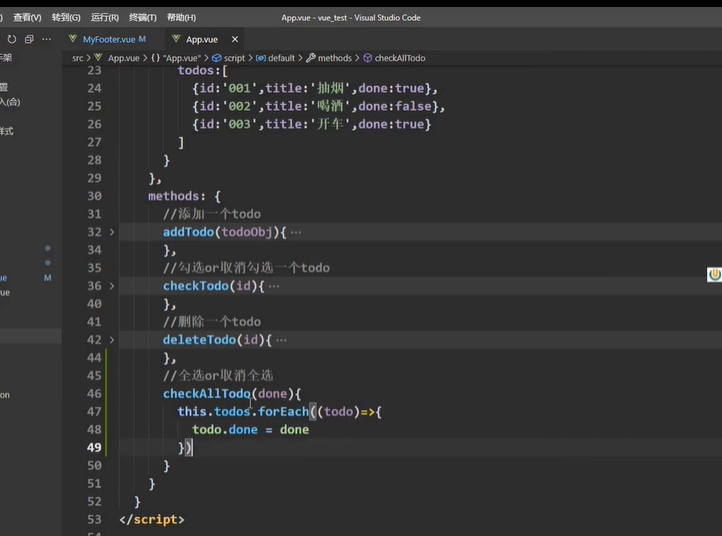 ) 查看(V) 转到(G) 运行(R) 终端(T) 帮助(H) App.vue - vue_test - Visual Studio Code
MyFooter.vue M App.vue
src > App.vue > {} "App.vue" > script > default > methods > checkAllTodo
23 todos:[
24 {id:'001',title:'抽烟',done:true},
25 {id:'002',title:'喝酒',done:false},
26 {id:'003',title:'开车',done:true}
27 ]
28 }
29 },
30 methods: {
31 //添加一个todo
32 addTodo(todoObj){ ···
34 },
35 //勾选or取消勾选一个todo
36 checkTodo(id){ ···
40 },
41 //删除一个todo
42 deleteTodo(id){ ···
44 },
45 //全选or取消全选
46 checkAllTodo(done){
47 this.todos.forEach((todo)=>{
48 todo.done = done
49 })
50 }
51 }
52 }
53 </script>
手架
置
入(合)
样式
ue M
ue
on